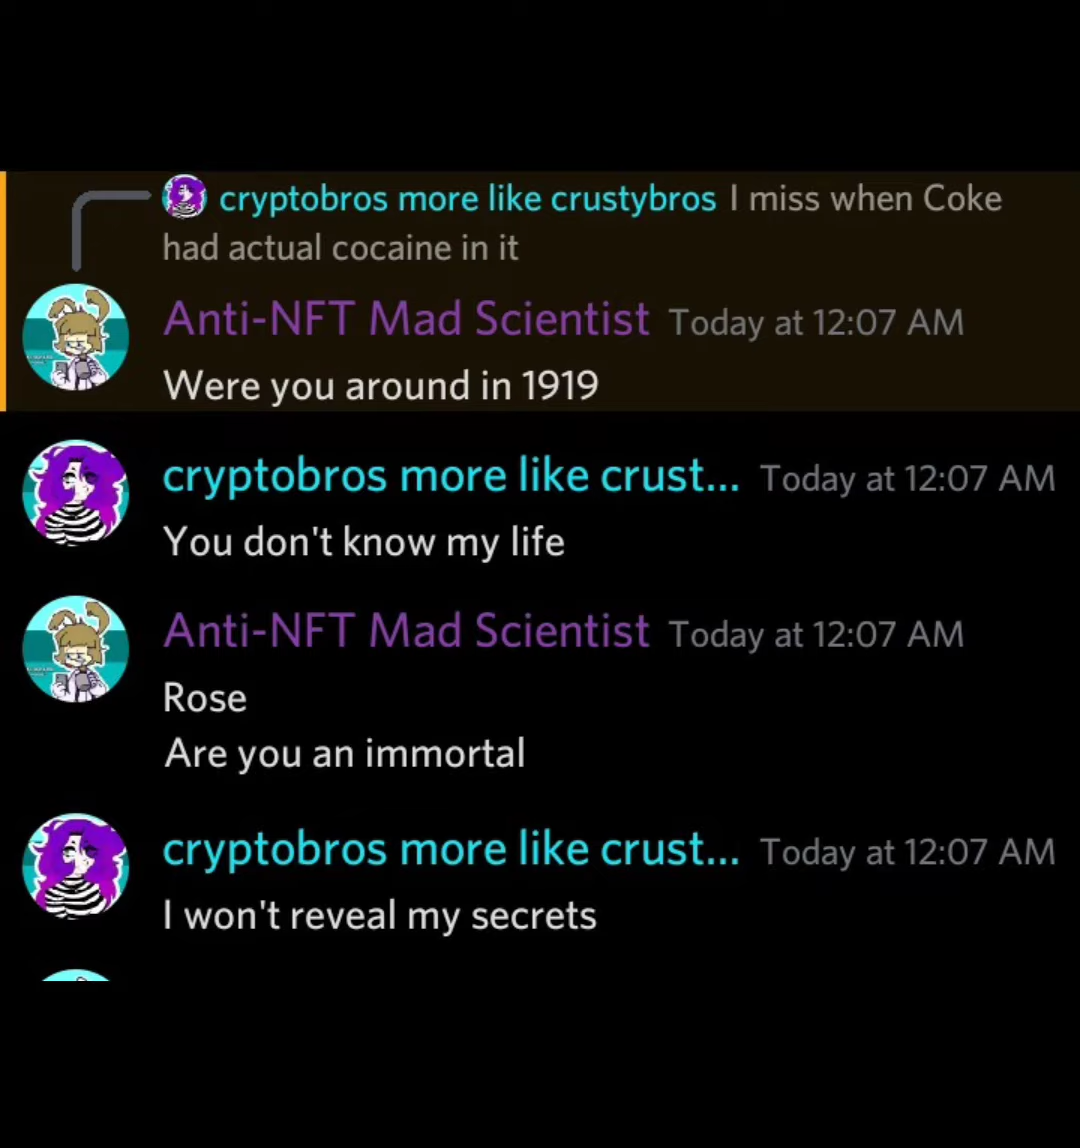 cryptobros more like crustybros I miss when Coke
had actual cocaine in it
Anti-NFT Mad Scientist Today at 12:07 AM
Were you around in 1919
cryptobros more like crust... Today at 12:07 AM
You don't know my life
Anti-NFT Mad Scientist Today at 12:07 AM
Rose
Are you an immortal
cryptobros more like crust... Today at 12:07 AM
I won't reveal my secrets